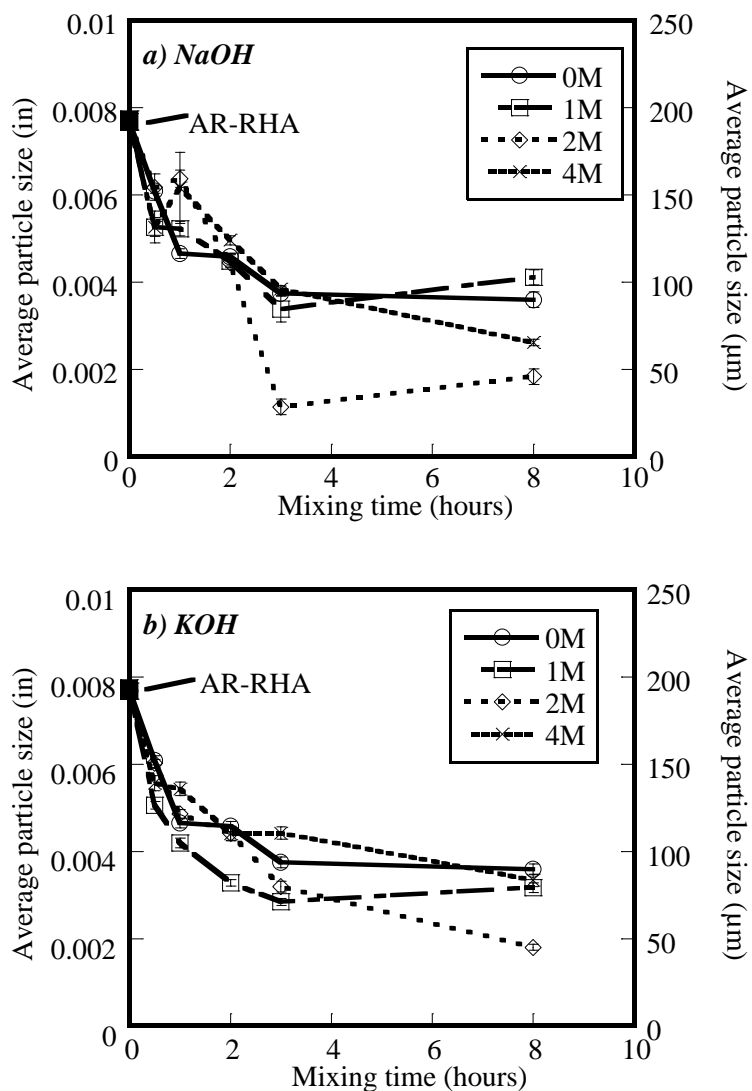 a) NaOH
0M
1M
2M
4M
AR-RHA
0.01
0.008
0.006
0.004
0.002
0
250
200
150
100
50
0
0 2 4 6 8 10
Average particle size (in)
Average particle size (μm)
Mixing time (hours)
b) KOH
0M
1M
2M
4M
AR-RHA
0.01
0.008
0.006
0.004
0.002
0
250
200
150
100
50
0
0 2 4 6 8 10
Average particle size (in)
Average particle size (μm)
Mixing time (hours)